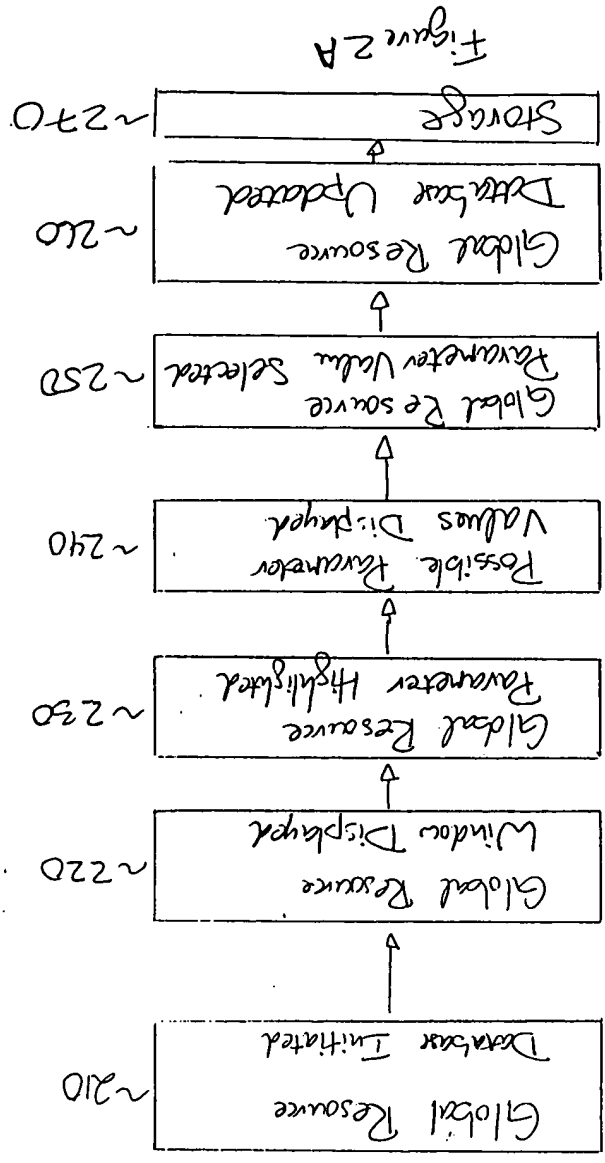 Global Resource
Database Initiated
~210
Global Resource
Window Displayed
~220
Global Resource
Parameter Highlighted
~230
Possible Parameter
Values Displayed
~240
Global Resource
Parameter Valu Selected
~250
Global Resource
Database Updated
~260
Storage
~270
Figure 2A